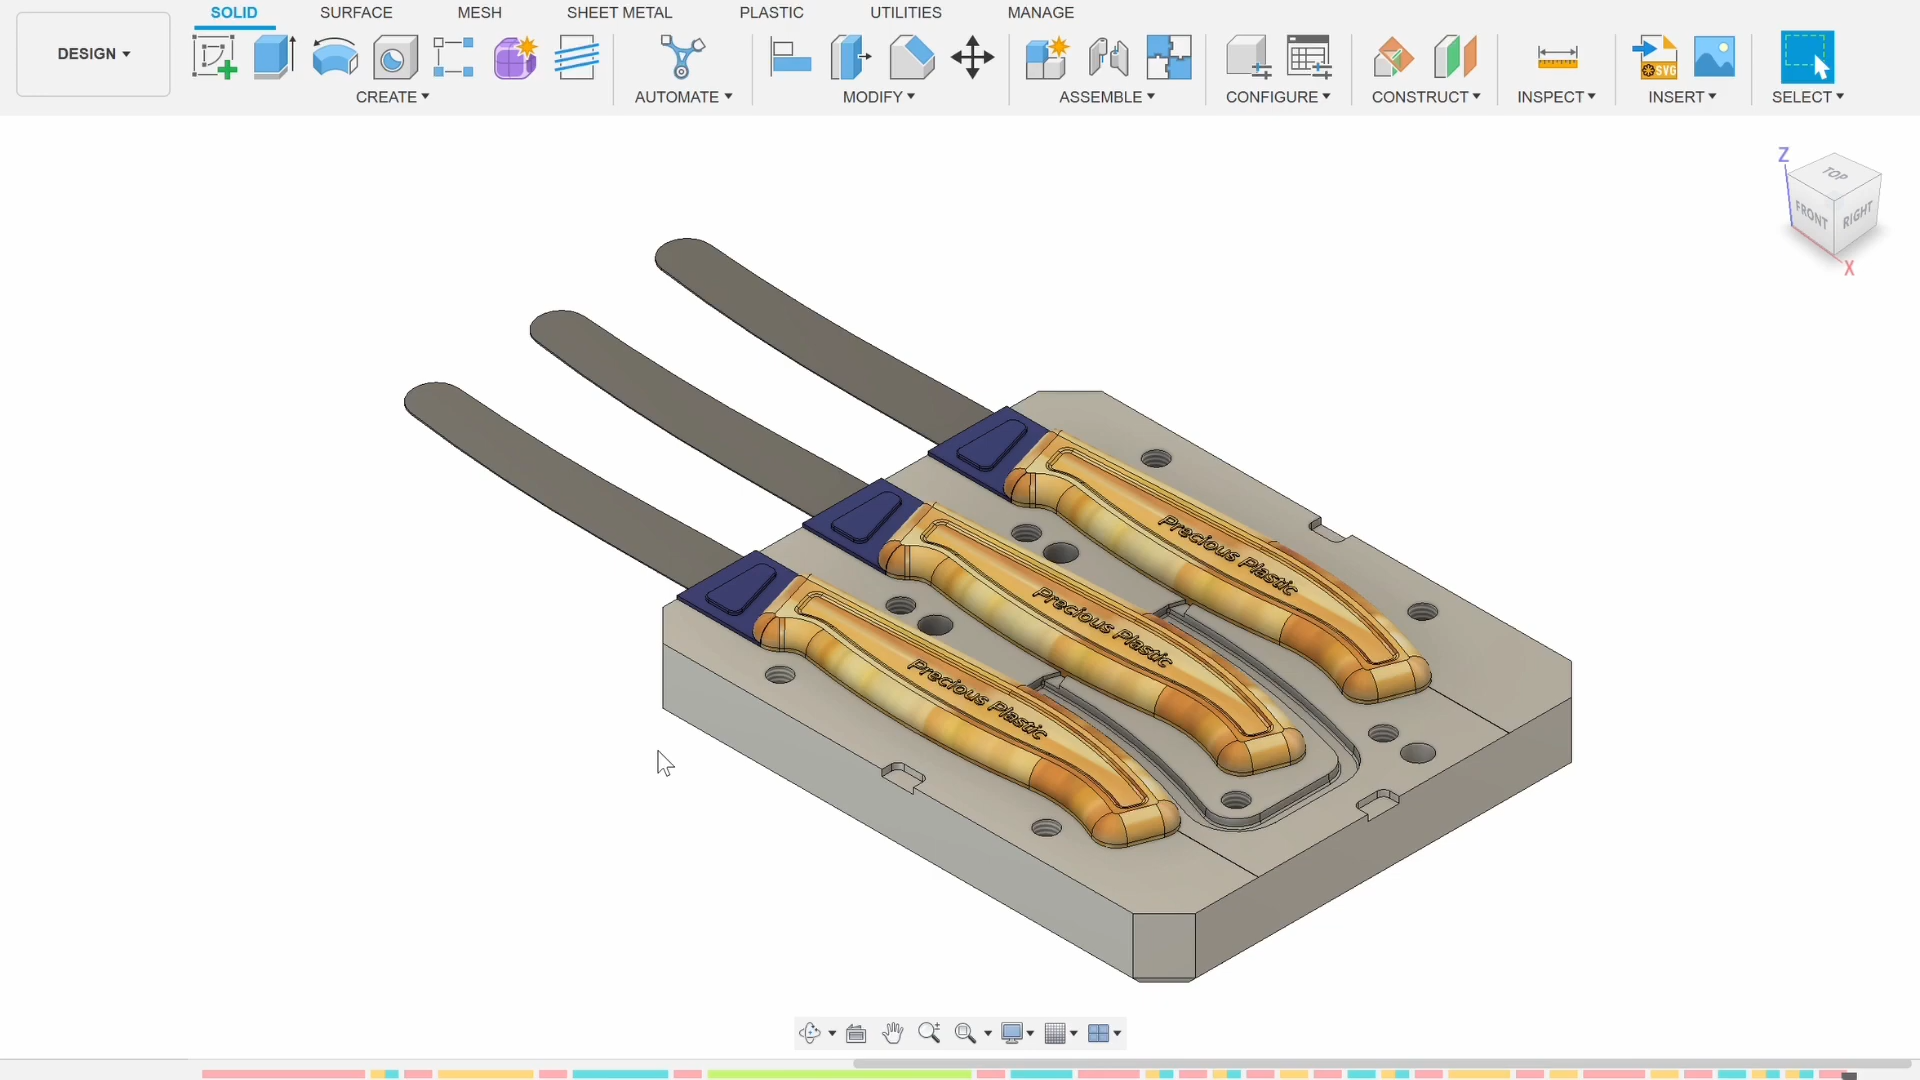 SOLID SURFACE MESH SHEET METAL PLASTIC UTILITIES MANAGE
DESIGN
SVG
CREATE AUTOMATE MODIFY ASSEMBLE CONFIGURE CONSTRUCT INSPECT INSERT SELECT
Z
TOP
FRONT RIGHT
X
Precious Plastic
Precious Plastic
Precious Plastic